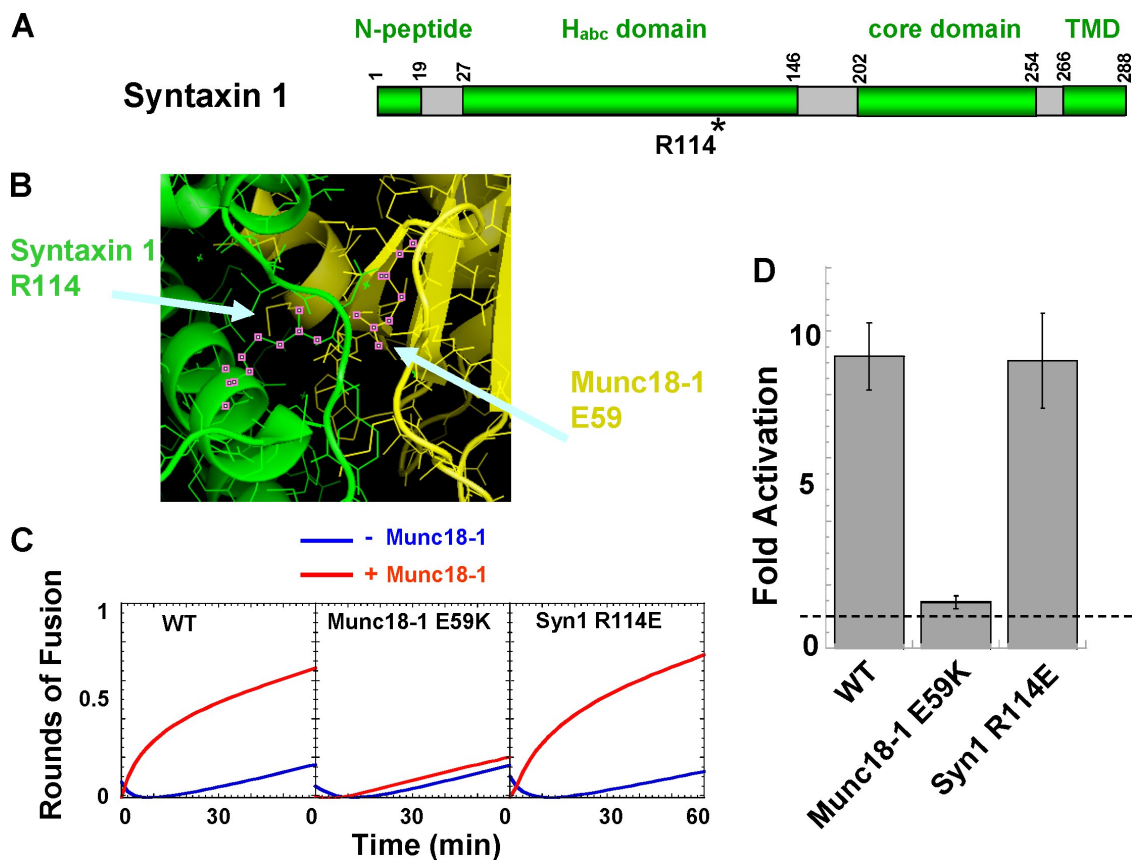 A
N-peptide Habc domain core domain TMD
1 19 27 146 202 254 266 288
Syntaxin 1
R114*
B
Syntaxin 1
R114
Munc18-1
E59
C
- Munc18-1
+ Munc18-1
Rounds of Fusion
1
0.5
0
WT
Munc18-1 E59K
Syn1 R114E
0 30 0 30 0 30 60
Time (min)
D
Fold Activation
10
5
0
WT
Munc18-1 E59K
Syn1 R114E